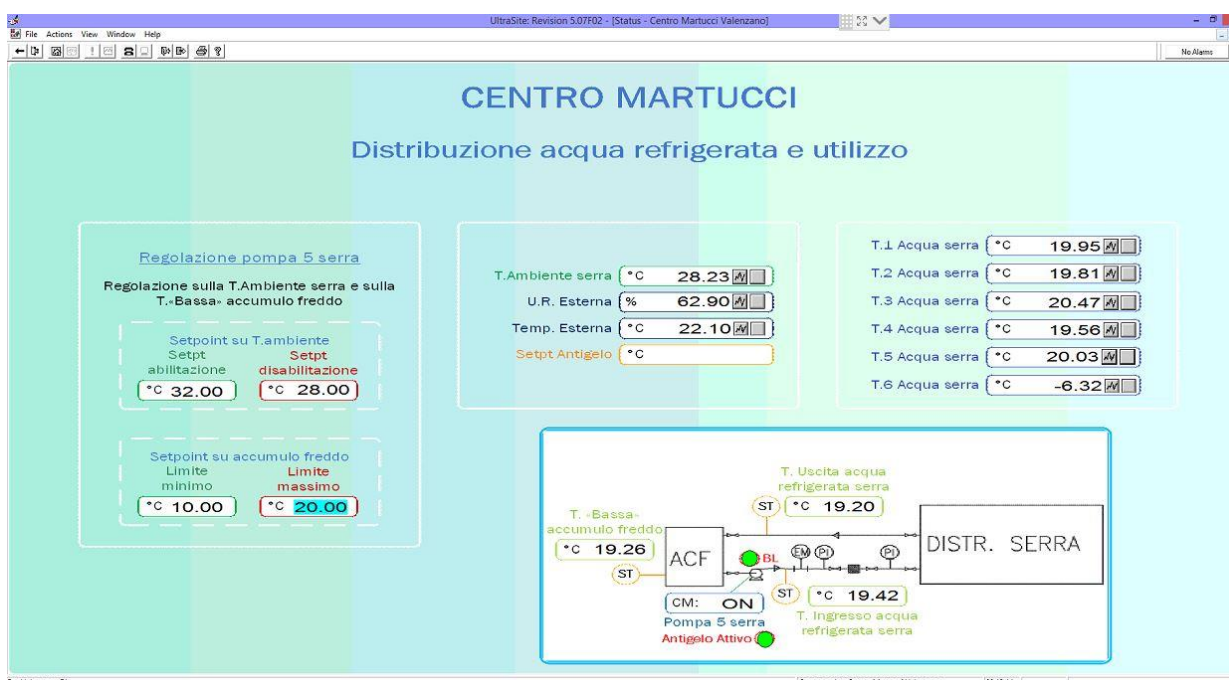 UltraSite: Revision 5.07F02 - [Status - Centro Martucci Valenzano]
File Actions View Window Help
No Alarms
CENTRO MARTUCCI
Distribuzione acqua refrigerata e utilizzo
Regolazione pompa 5 serra
Regolazione sulla T.Ambiente serra e sulla
T.«Bassa» accumulo freddo
Setpoint su T.ambiente
Setpt abilitazione
Setpt disabilitazione
°C 32.00
°C 28.00
Setpoint su accumulo freddo
Limite minimo
Limite massimo
°C 10.00
°C 20.00
T.Ambiente serra °C 28.23
U.R. Esterna % 62.90
Temp. Esterna °C 22.10
Setpt Antigelo °C
T.1 Acqua serra °C 19.95
T.2 Acqua serra °C 19.81
T.3 Acqua serra °C 20.47
T.4 Acqua serra °C 19.56
T.5 Acqua serra °C 20.03
T.6 Acqua serra °C -6.32
T. Uscita acqua
refrigerata serra
ST °C 19.20
T. «Bassa»
accumulo freddo
°C 19.26
ST
ACF
BL
EM PI PI
DISTR. SERRA
CM: ON
Pompa 5 serra
Antigelo Attivo
ST °C 19.42
T. Ingresso acqua
refrigerata serra